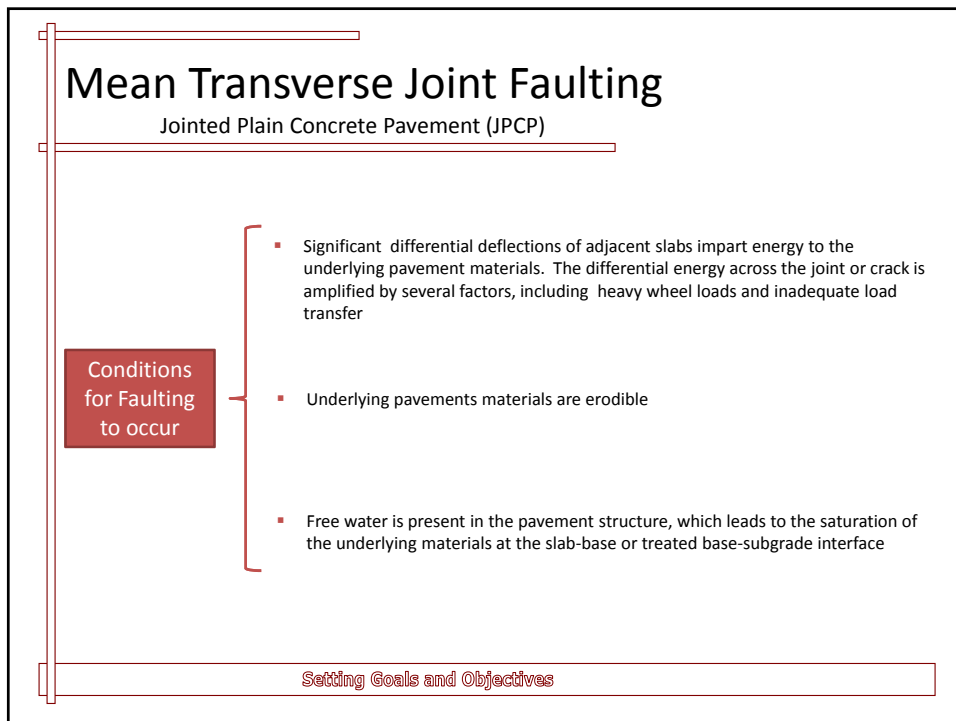 Mean Transverse Joint Faulting
Jointed Plain Concrete Pavement (JPCP)
Conditions
for Faulting
to occur
▪ Significant differential deflections of adjacent slabs impart energy to the
underlying pavement materials. The differential energy across the joint or crack is
amplified by several factors, including heavy wheel loads and inadequate load
transfer
▪ Underlying pavements materials are erodible
▪ Free water is present in the pavement structure, which leads to the saturation of
the underlying materials at the slab-base or treated base-subgrade interface
Setting Goals and Objectives